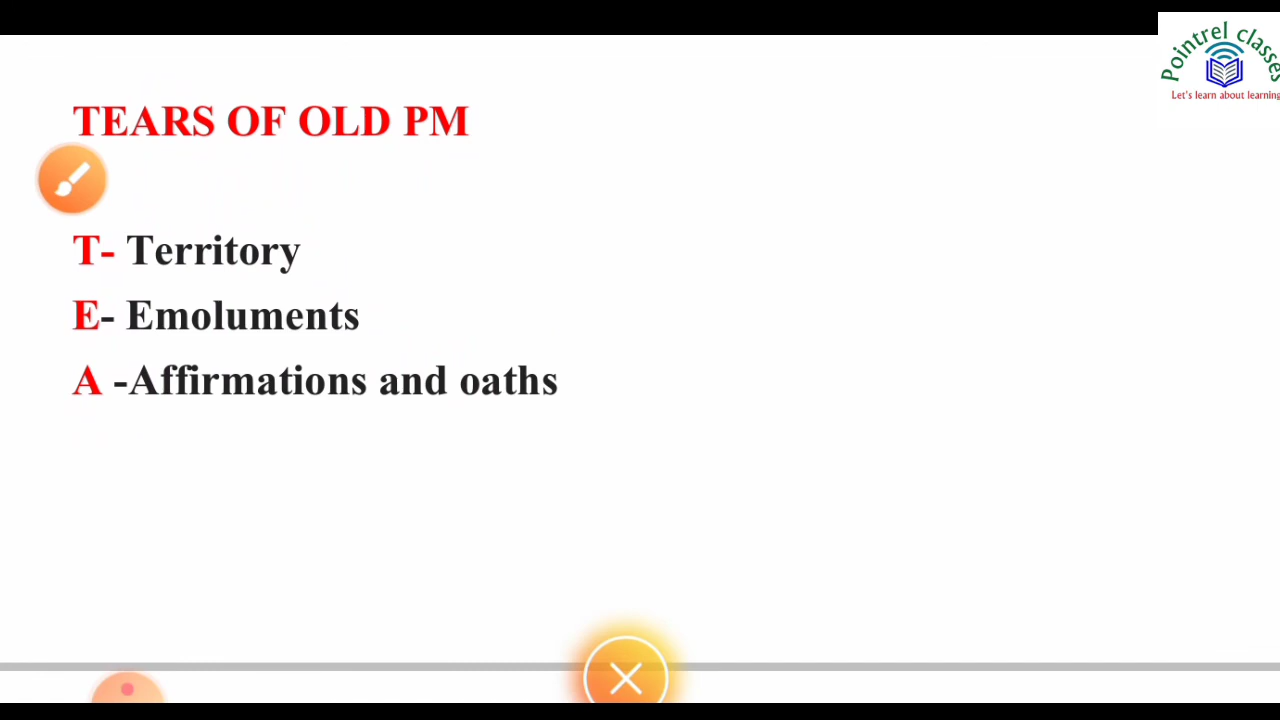 Pointrel classes
Let's learn about learning
TEARS OF OLD PM
T- Territory
E- Emoluments
A -Affirmations and oaths